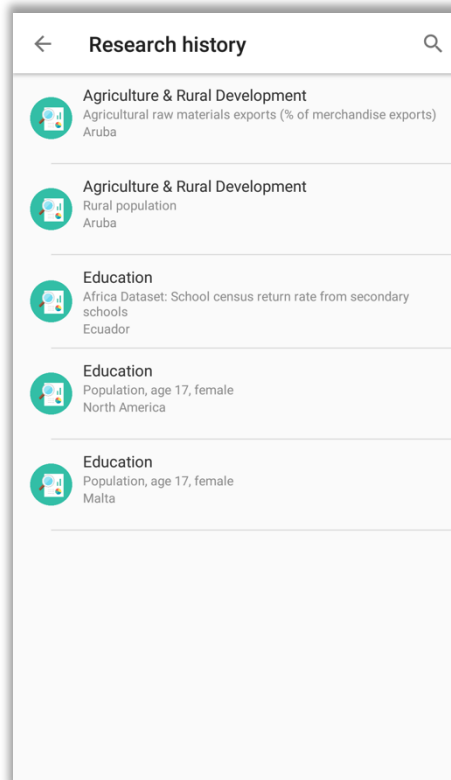 Research history
Agriculture & Rural Development
Agricultural raw materials exports (% of merchandise exports)
Aruba
Agriculture & Rural Development
Rural population
Aruba
Education
Africa Dataset: School census return rate from secondary
schools
Ecuador
Education
Population, age 17, female
North America
Education
Population, age 17, female
Malta